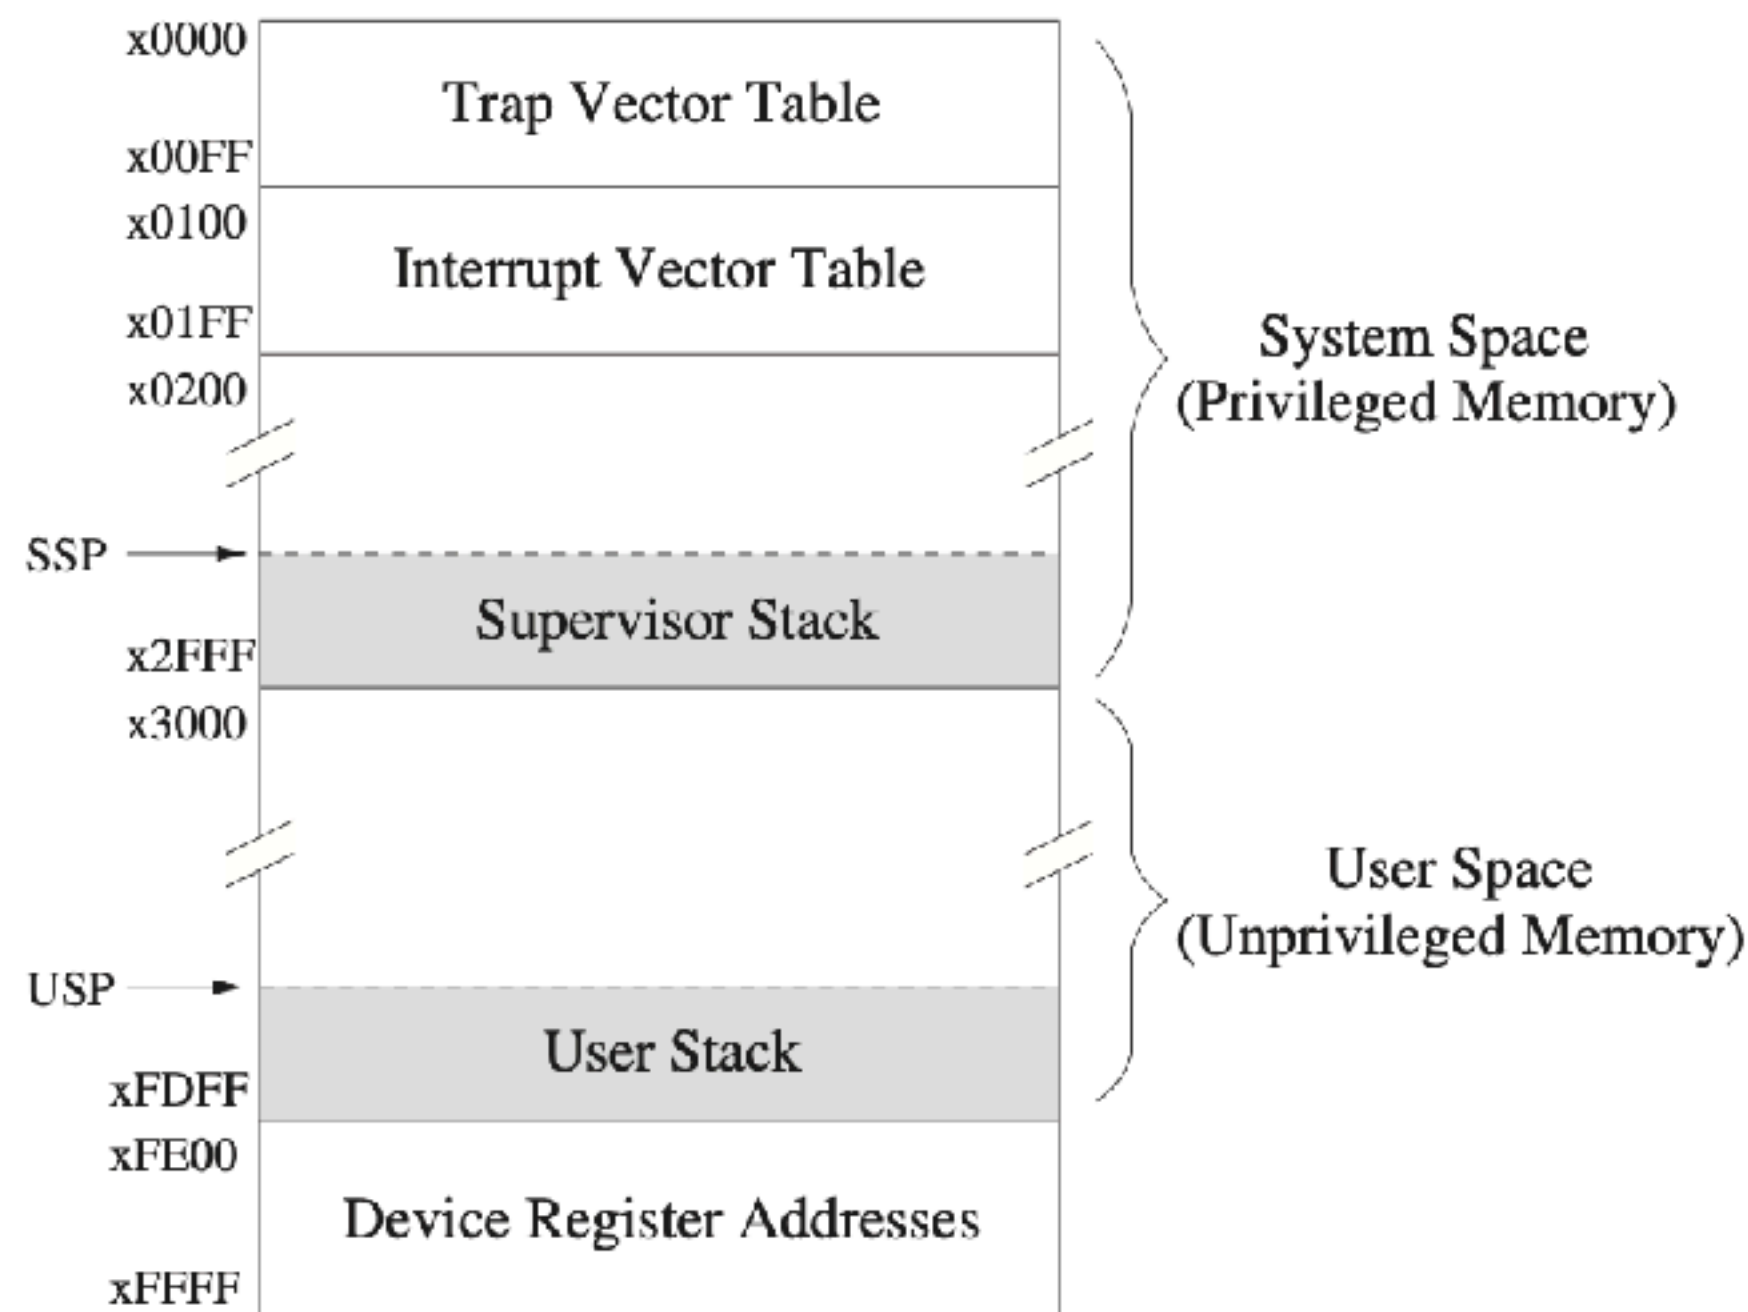 x0000
Trap Vector Table
x00FF
x0100
Interrupt Vector Table
x01FF
x0200
System Space
(Privileged Memory)
SSP
Supervisor Stack
x2FFF
x3000
User Space
(Unprivileged Memory)
USP
User Stack
xFDFF
xFE00
Device Register Addresses
xFFFF